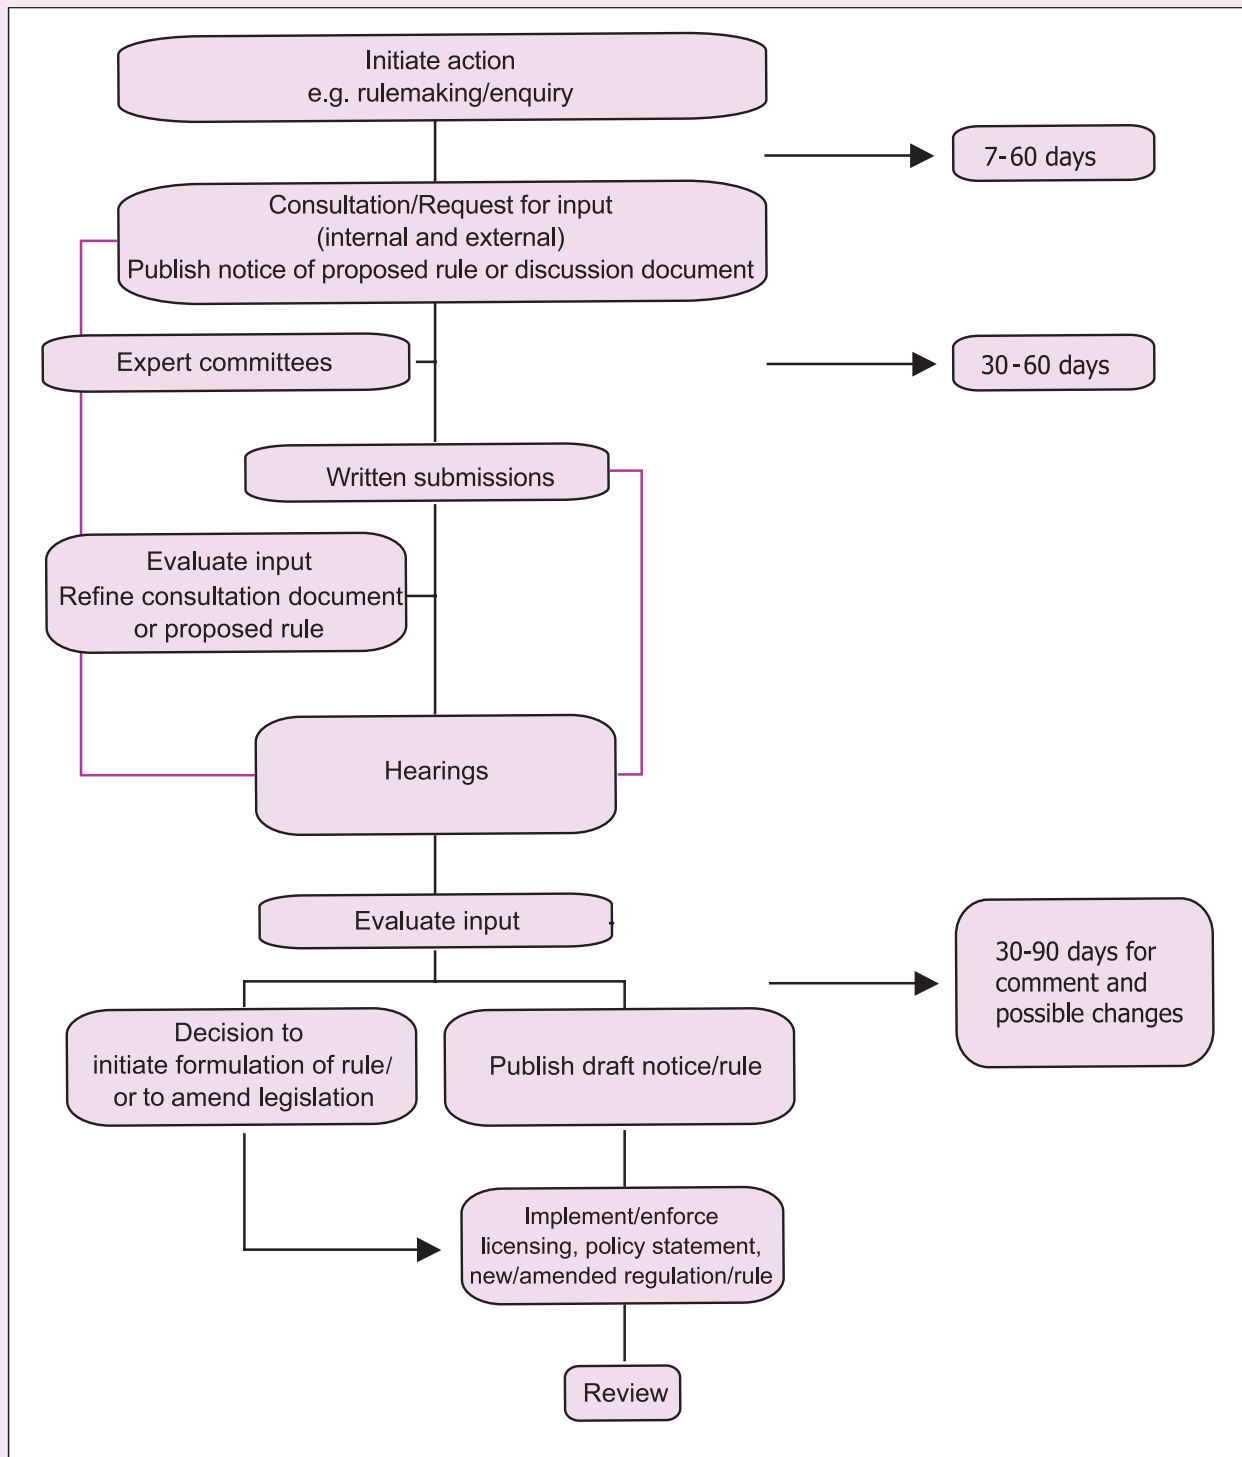 Initiate action
e.g. rulemaking/enquiry
7-60 days
Consultation/Request for input
(internal and external)
Publish notice of proposed rule or discussion document
Expert committees
30-60 days
Written submissions
Evaluate input
Refine consultation document
or proposed rule
Hearings
Evaluate input
30-90 days for
comment and
possible changes
Decision to
initiate formulation of rule/
or to amend legislation
Publish draft notice/rule
Implement/enforce
licensing, policy statement,
new/amended regulation/rule
Review